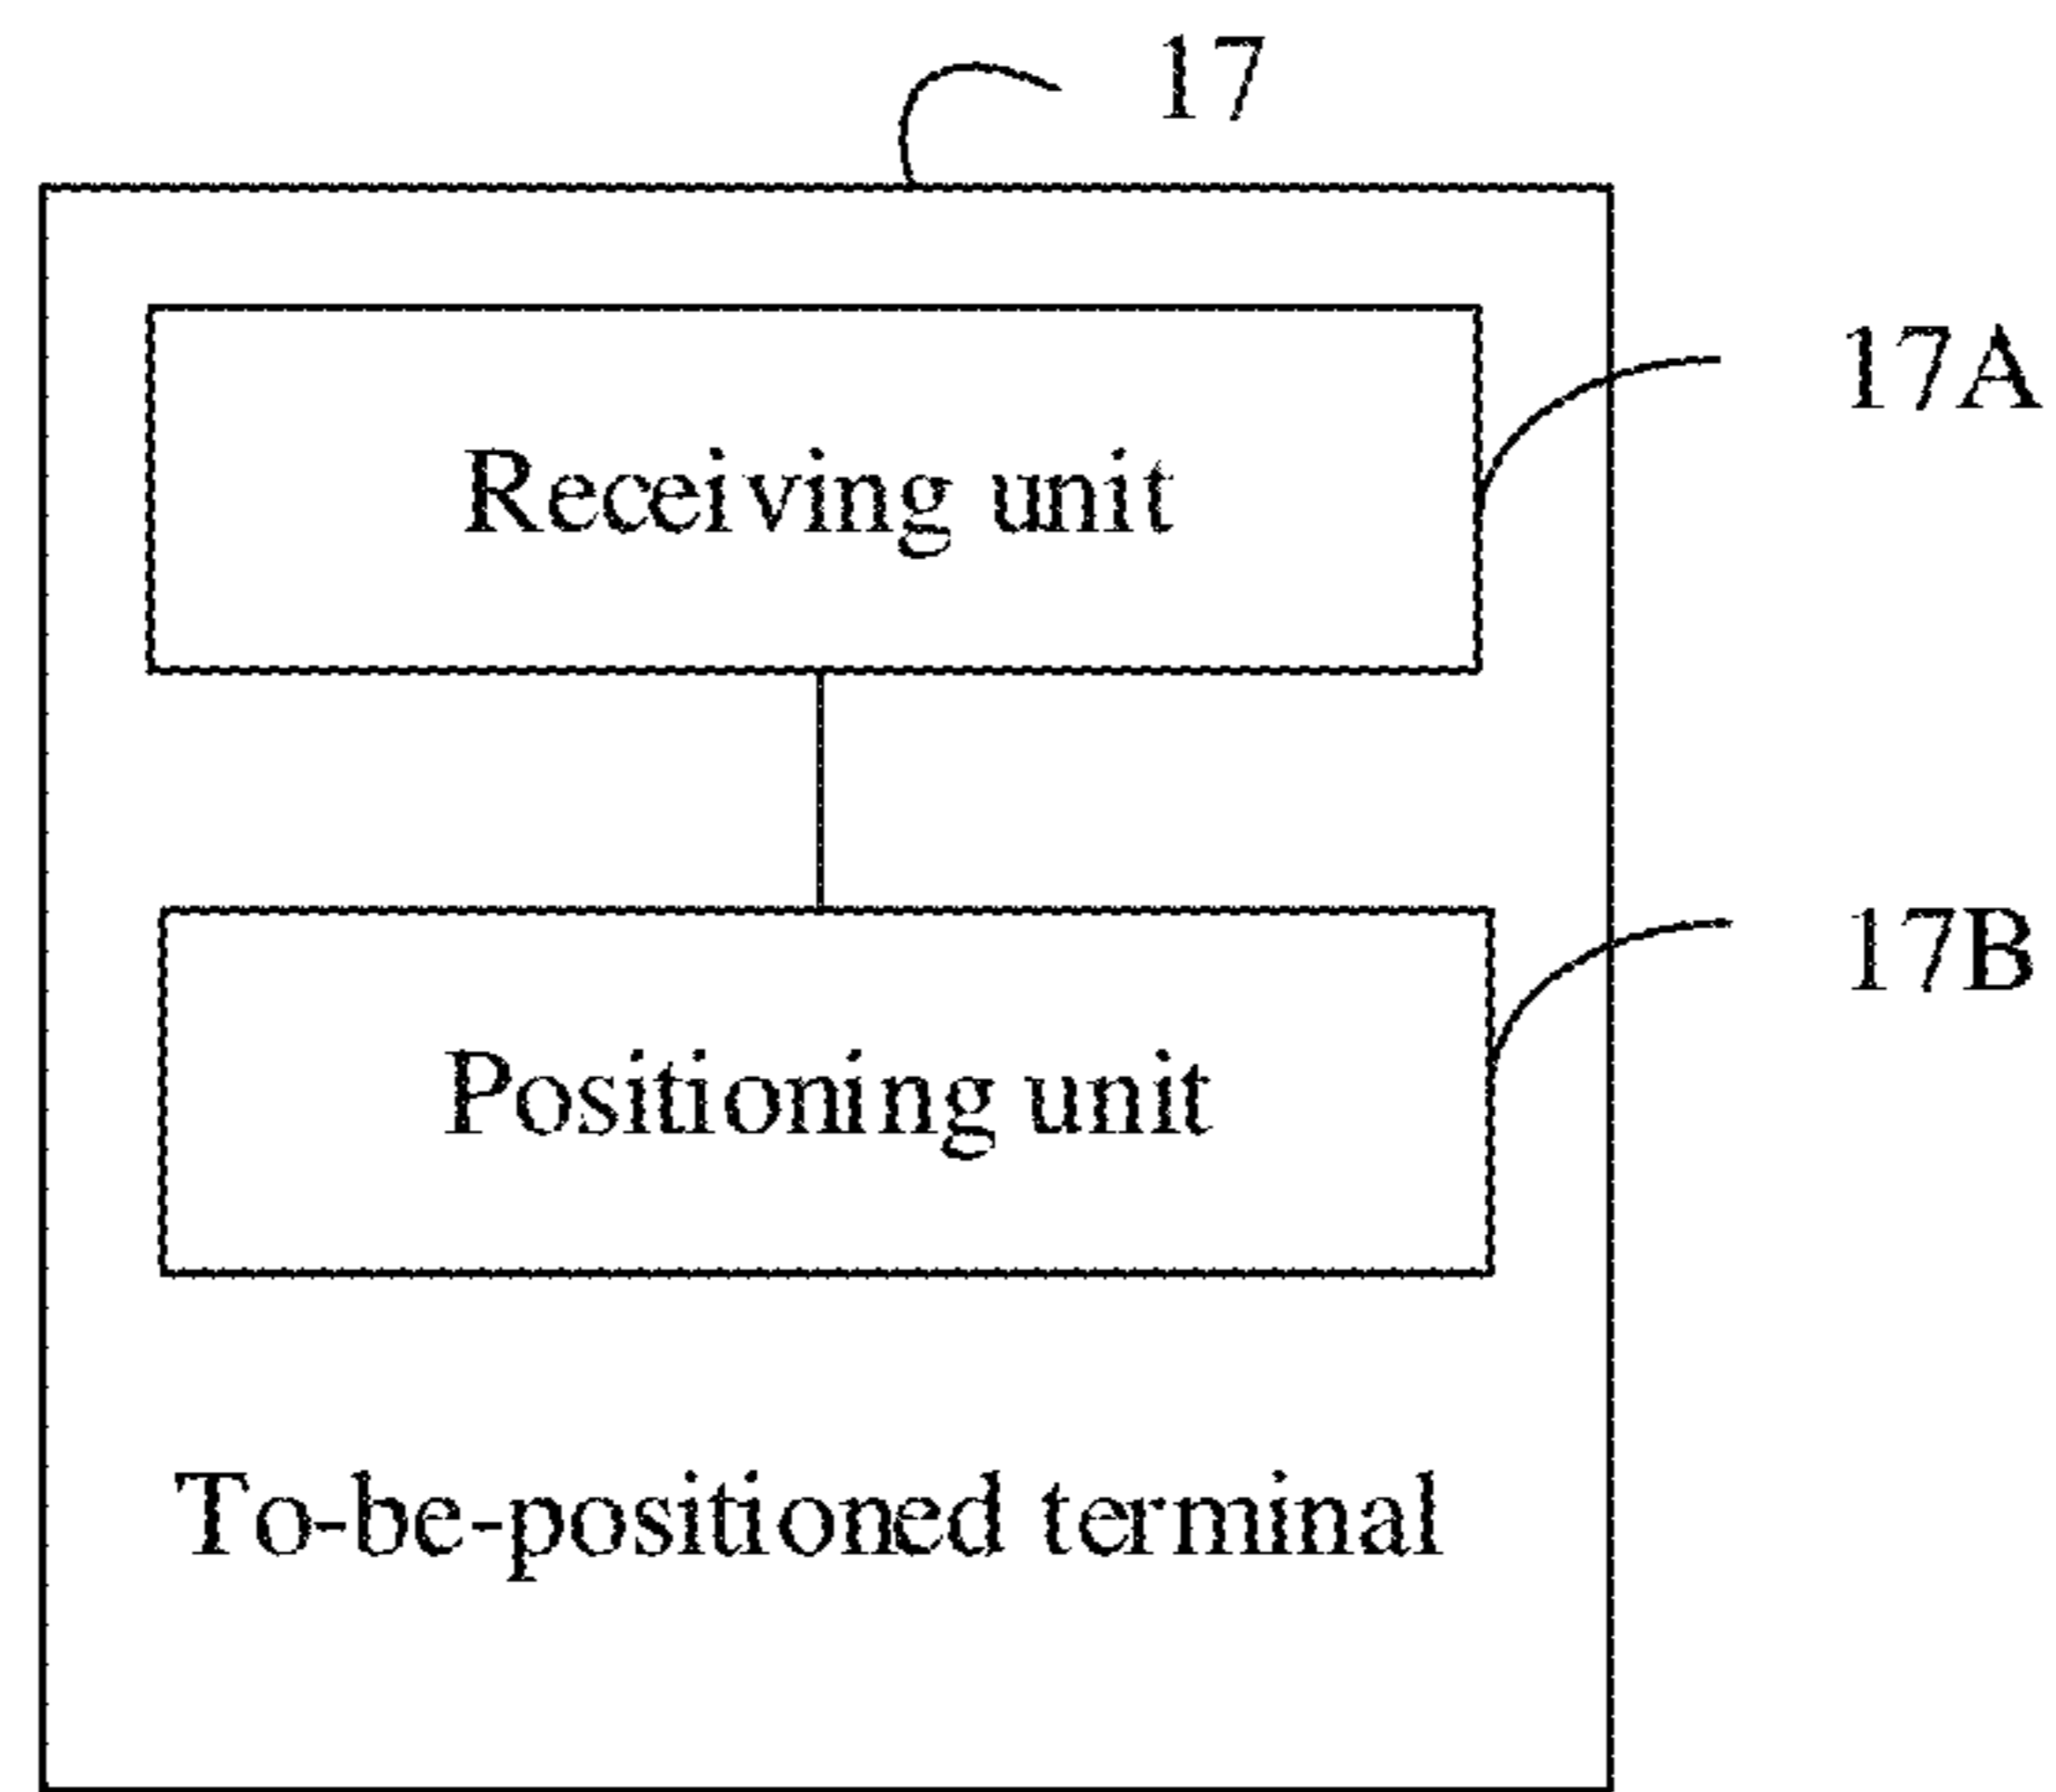 17
17A
Receiving unit
17B
Positioning unit
To-be-positioned terminal